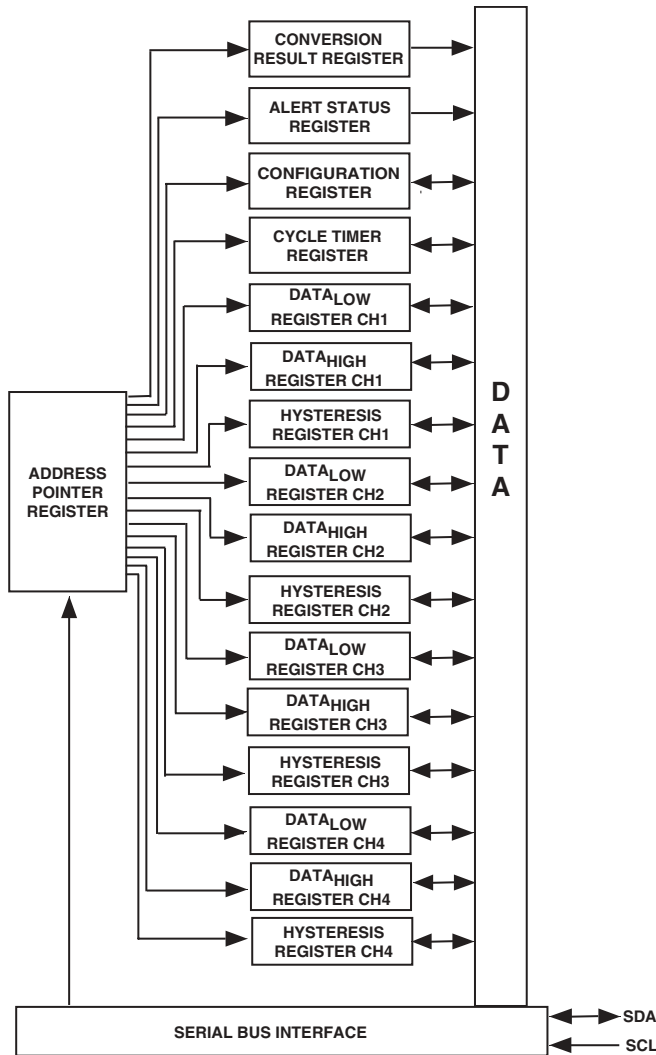 CONVERSION
RESULT REGISTER
ALERT STATUS
REGISTER
CONFIGURATION
REGISTER
CYCLE TIMER
REGISTER
DATALOW
REGISTER CH1
DATAHIGH
REGISTER CH1
HYSTERESIS
REGISTER CH1
DATALOW
REGISTER CH2
DATAHIGH
REGISTER CH2
HYSTERESIS
REGISTER CH2
DATALOW
REGISTER CH3
DATAHIGH
REGISTER CH3
HYSTERESIS
REGISTER CH3
DATALOW
REGISTER CH4
DATAHIGH
REGISTER CH4
HYSTERESIS
REGISTER CH4
ADDRESS
POINTER
REGISTER
D
A
T
A
SERIAL BUS INTERFACE
SDA
SCL